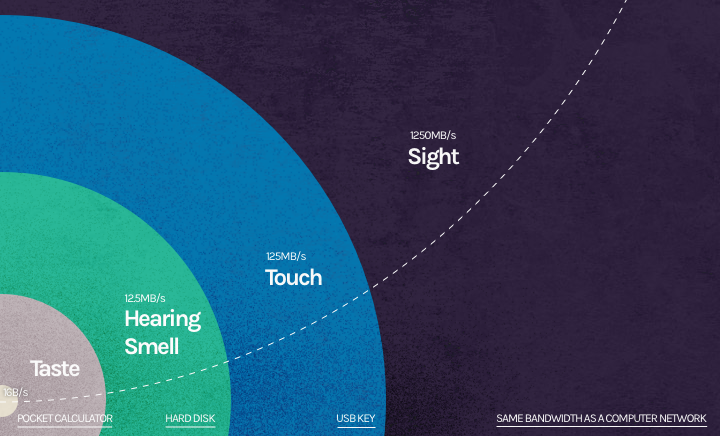 1250MB/s
Sight
125MB/s
Touch
12.5MB/s
Hearing
Smell
Taste
POCKET CALCULATOR
HARD DISK
USB KEY
SAME BANDWIDTH AS A COMPUTER NETWORK